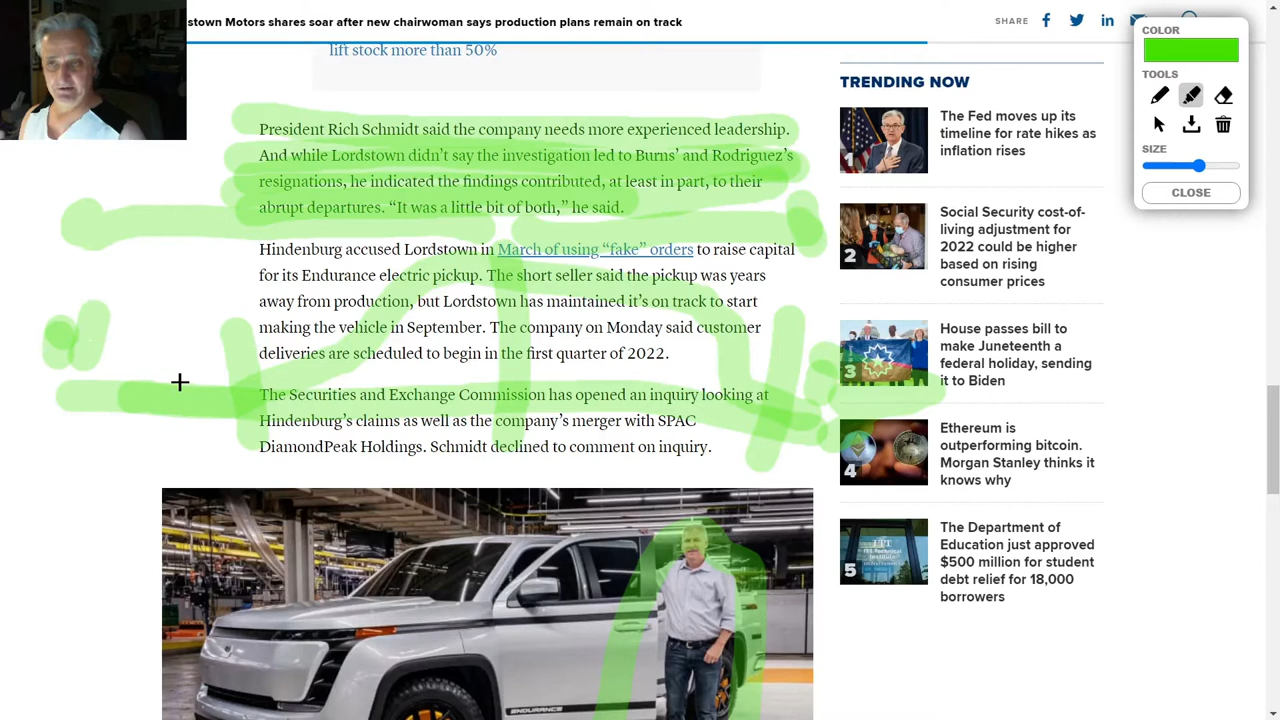 stown Motors shares soar after new chairwoman says production plans remain on track
SHARE
lift stock more than 50%
President Rich Schmidt said the company needs more experienced leadership.
And while Lordstown didn’t say the investigation led to Burns’ and Rodriguez’s
resignations, he indicated the findings contributed, at least in part, to their
abrupt departures. “It was a little bit of both,” he said.
Hindenburg accused Lordstown in March of using “fake” orders to raise capital
for its Endurance electric pickup. The short seller said the pickup was years
away from production, but Lordstown has maintained it’s on track to start
making the vehicle in September. The company on Monday said customer
deliveries are scheduled to begin in the first quarter of 2022.
The Securities and Exchange Commission has opened an inquiry looking at
Hindenburg’s claims as well as the company’s merger with SPAC
DiamondPeak Holdings. Schmidt declined to comment on inquiry.
ENDURANCE
TRENDING NOW
1
The Fed moves up its
timeline for rate hikes as
inflation rises
2
Social Security cost-of-
living adjustment for
2022 could be higher
based on rising
consumer prices
3
House passes bill to
make Juneteenth a
federal holiday, sending
it to Biden
4
Ethereum is
outperforming bitcoin.
Morgan Stanley thinks it
knows why
5
The Department of
Education just approved
$500 million for student
debt relief for 18,000
borrowers
COLOR
TOOLS
SIZE
CLOSE